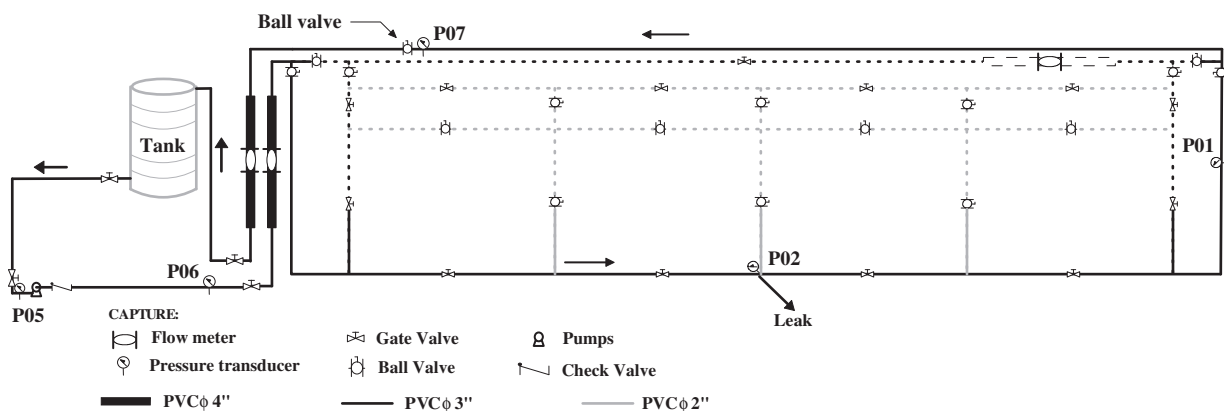 Ball valve
P07
Tank
P01
P06
P02
P05
Leak
CAPTURE:
Flow meter
Gate Valve
Pumps
Pressure transducer
Ball Valve
Check Valve
PVCϕ 4"
PVCϕ 3"
PVCϕ 2"